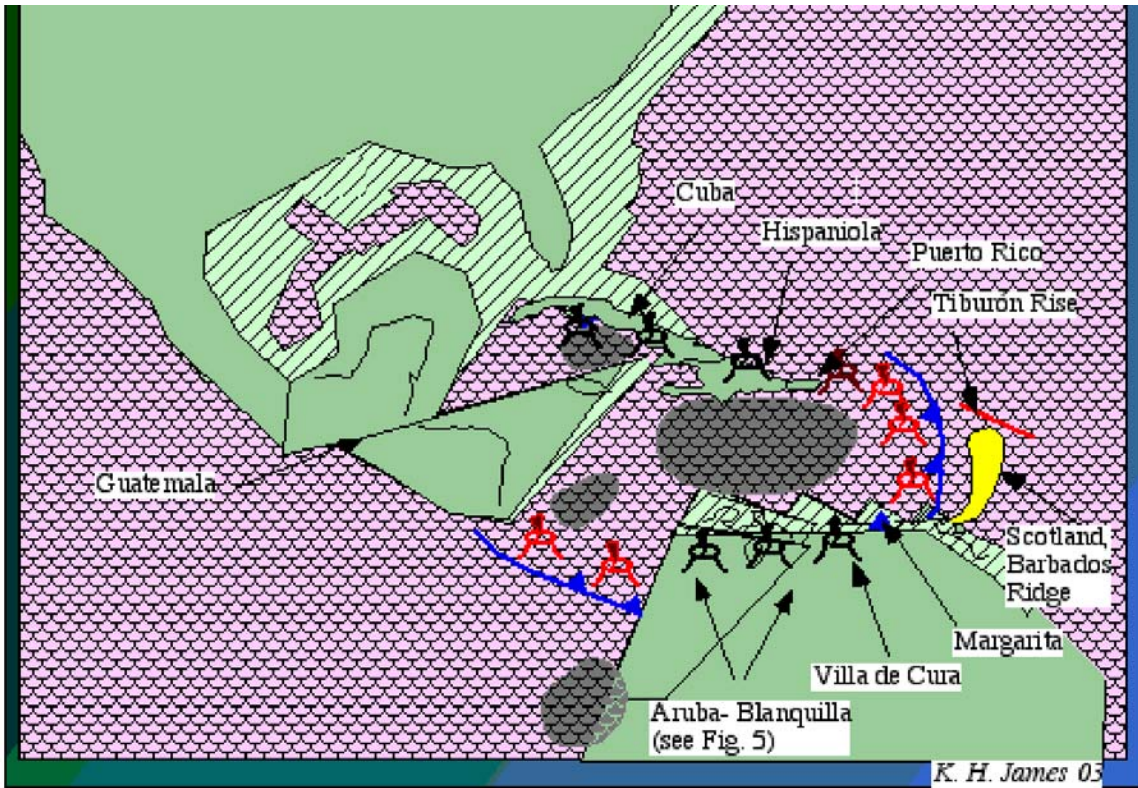 Cuba
Hispaniola
Puerto Rico
Tiburón Rise
Guatemala
Scotland,
Barbados
Ridge
Margarita
Villa de Cura
Aruba- Blanquilla
(see Fig. 5)
K. H. James 03